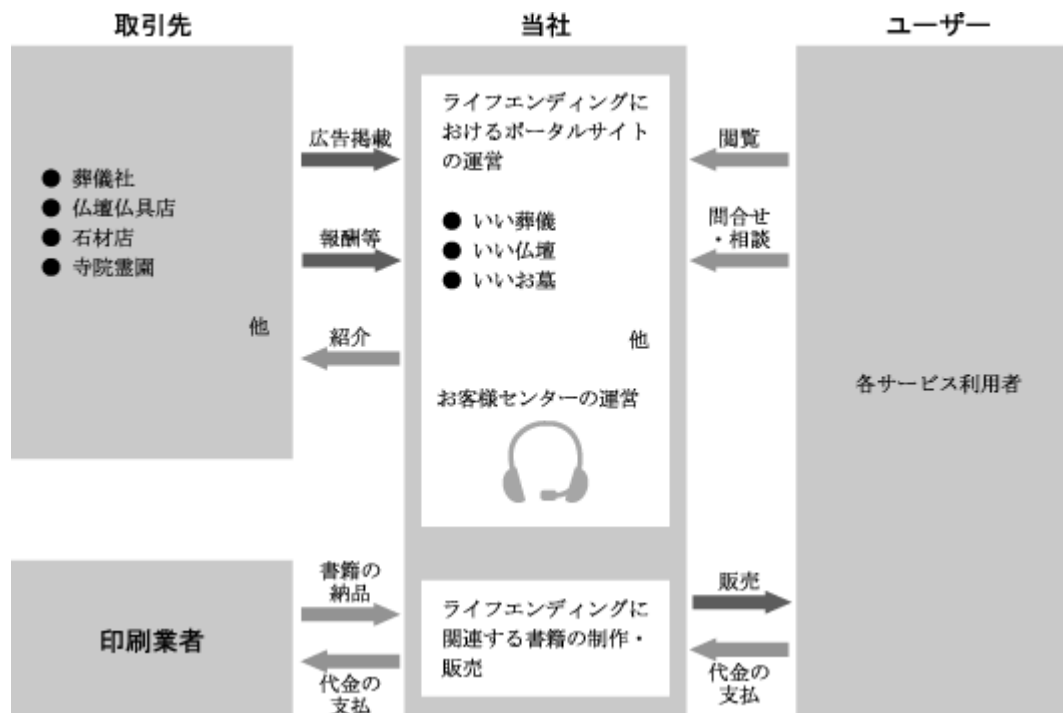 取引先
当社
ユーザー
● 葬儀社
● 仏壇仏具店
● 石材店
● 寺院霊園
他
広告掲載
報酬等
紹介
ライフエンディングに
おけるポータルサイト
の運営
● いい葬儀
● いい仏壇
● いいお墓
他
お客様センターの運営
閲覧
問合せ
・相談
各サービス利用者
印刷業者
書籍の
納品
代金の
支払
ライフエンディングに
関連する書籍の制作・
販売
販売
代金の
支払